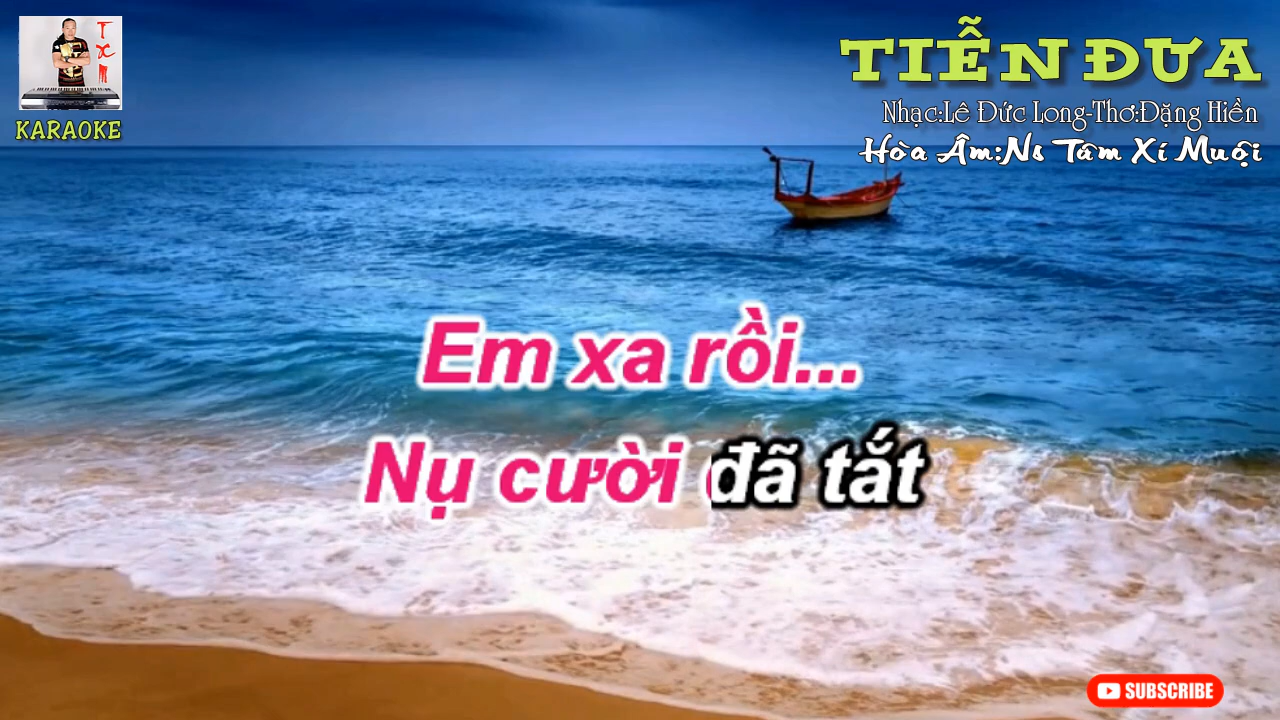 TXM
KARAOKE
TIỄN ĐƯA
Nhạc:Lê Đức Long-Thơ:Đặng Hiền
Hòa Âm:Ns Tám Xí Muội
Em xa rồi...
Nụ cười đã tắt
SUBSCRIBE